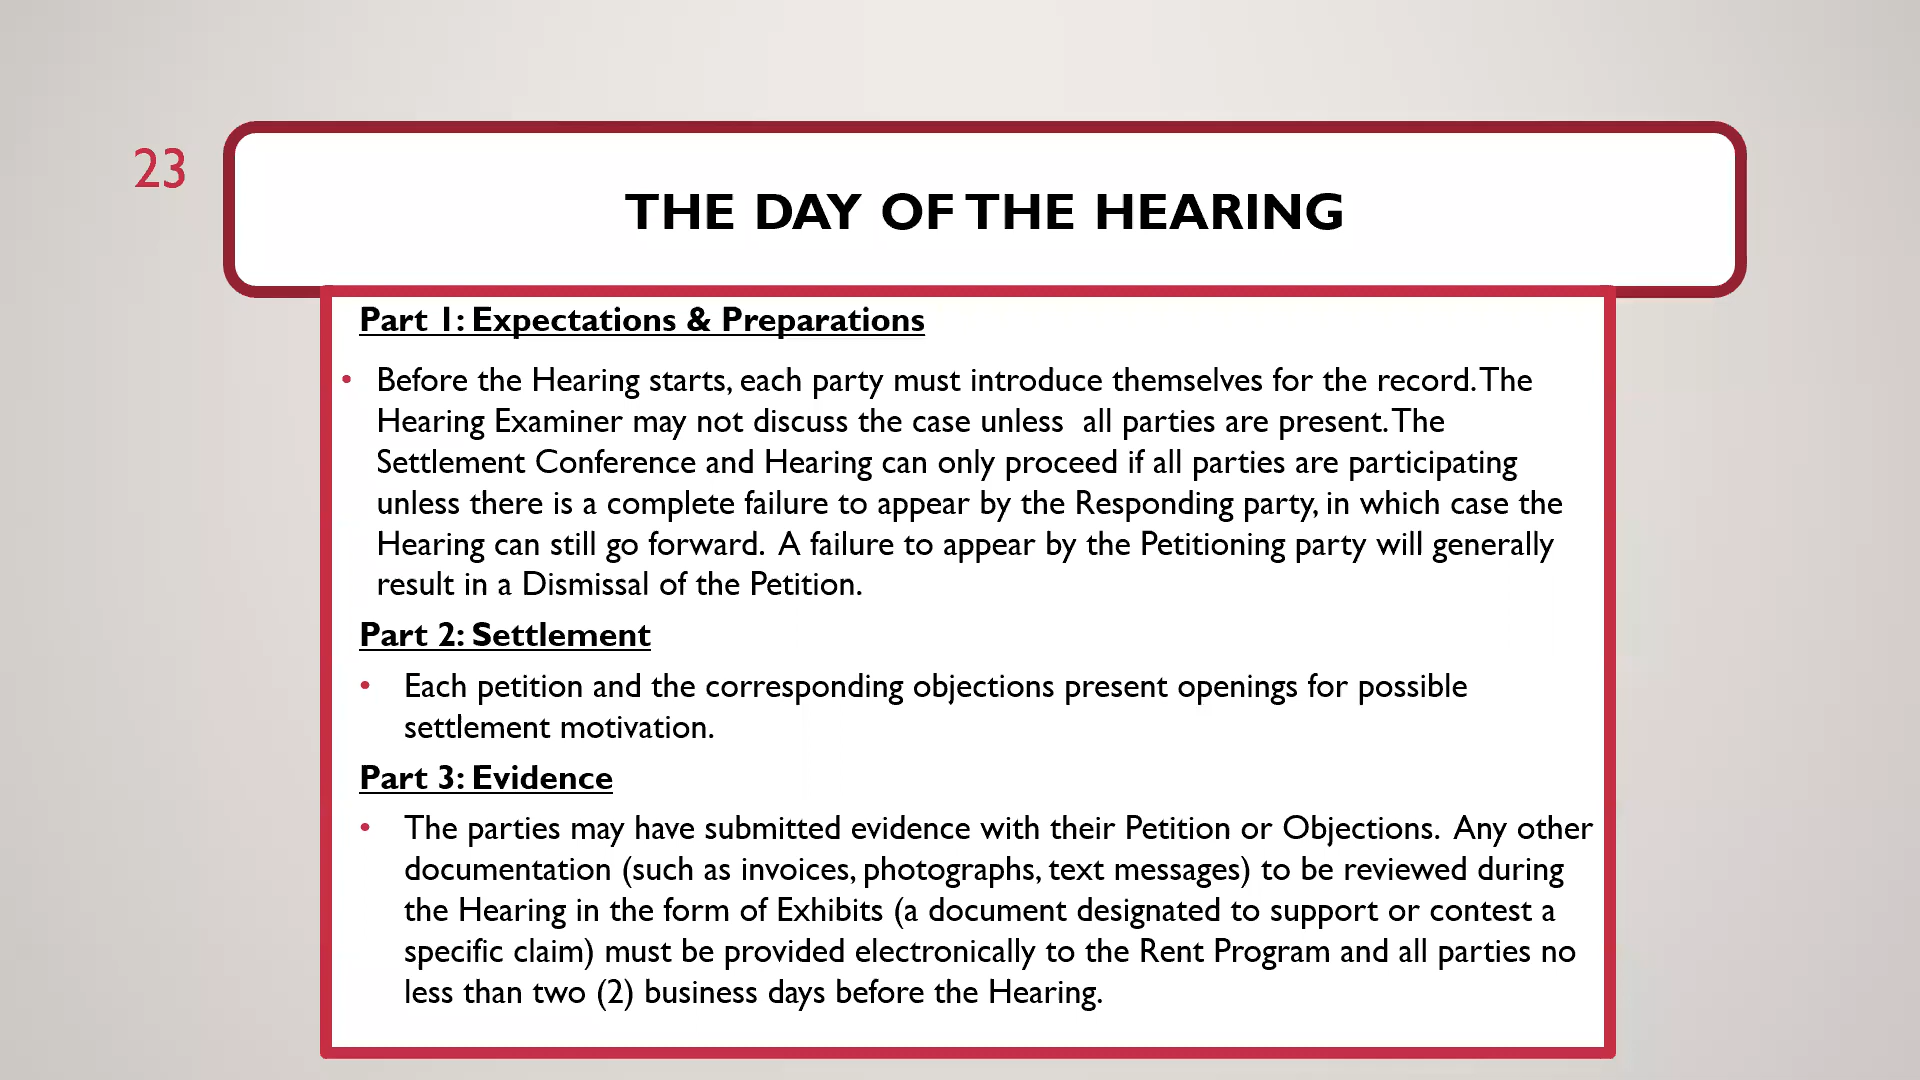 23
THE DAY OF THE HEARING
Part 1: Expectations & Preparations
• Before the Hearing starts, each party must introduce themselves for the record. The
Hearing Examiner may not discuss the case unless  all parties are present. The
Settlement Conference and Hearing can only proceed if all parties are participating
unless there is a complete failure to appear by the Responding party, in which case the
Hearing can still go forward.  A failure to appear by the Petitioning party will generally
result in a Dismissal of the Petition.
Part 2: Settlement
• Each petition and the corresponding objections present openings for possible
settlement motivation.
Part 3: Evidence
• The parties may have submitted evidence with their Petition or Objections.  Any other
documentation (such as invoices, photographs, text messages) to be reviewed during
the Hearing in the form of Exhibits (a document designated to support or contest a
specific claim) must be provided electronically to the Rent Program and all parties no
less than two (2) business days before the Hearing.